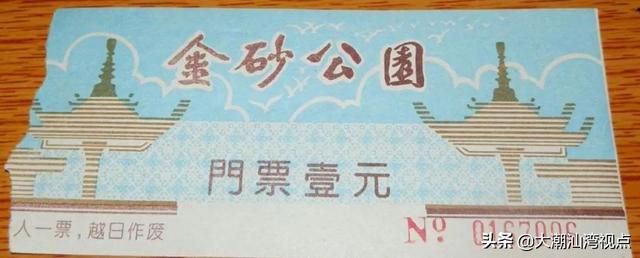 金砂公園
門票壹元
人一票，越日作废
Nº 0167096
头条 @大潮汕湾视点